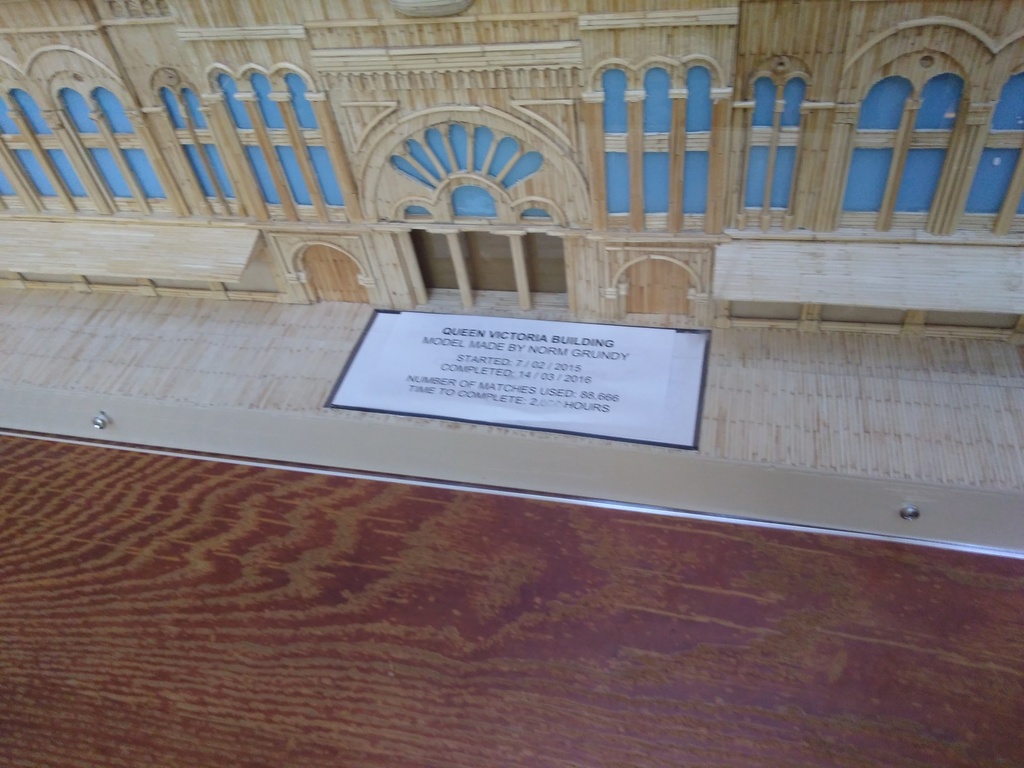 QUEEN VICTORIA BUILDING
MODEL MADE BY NORM GRUNDY
STARTED: 7 / 02 / 2015
COMPLETED: 14 / 03 / 2016
NUMBER OF MATCHES USED: 88,666
TIME TO COMPLETE: HOURS